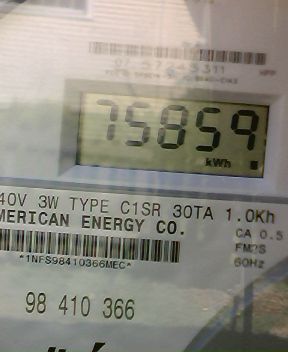 75859
kWh
40V 3W TYPE C1SR 30TA 1.0Kh
MERICAN ENERGY CO.
CA 0.5
FM2S
60Hz
*1NFS98410366MEC*
98 410 366